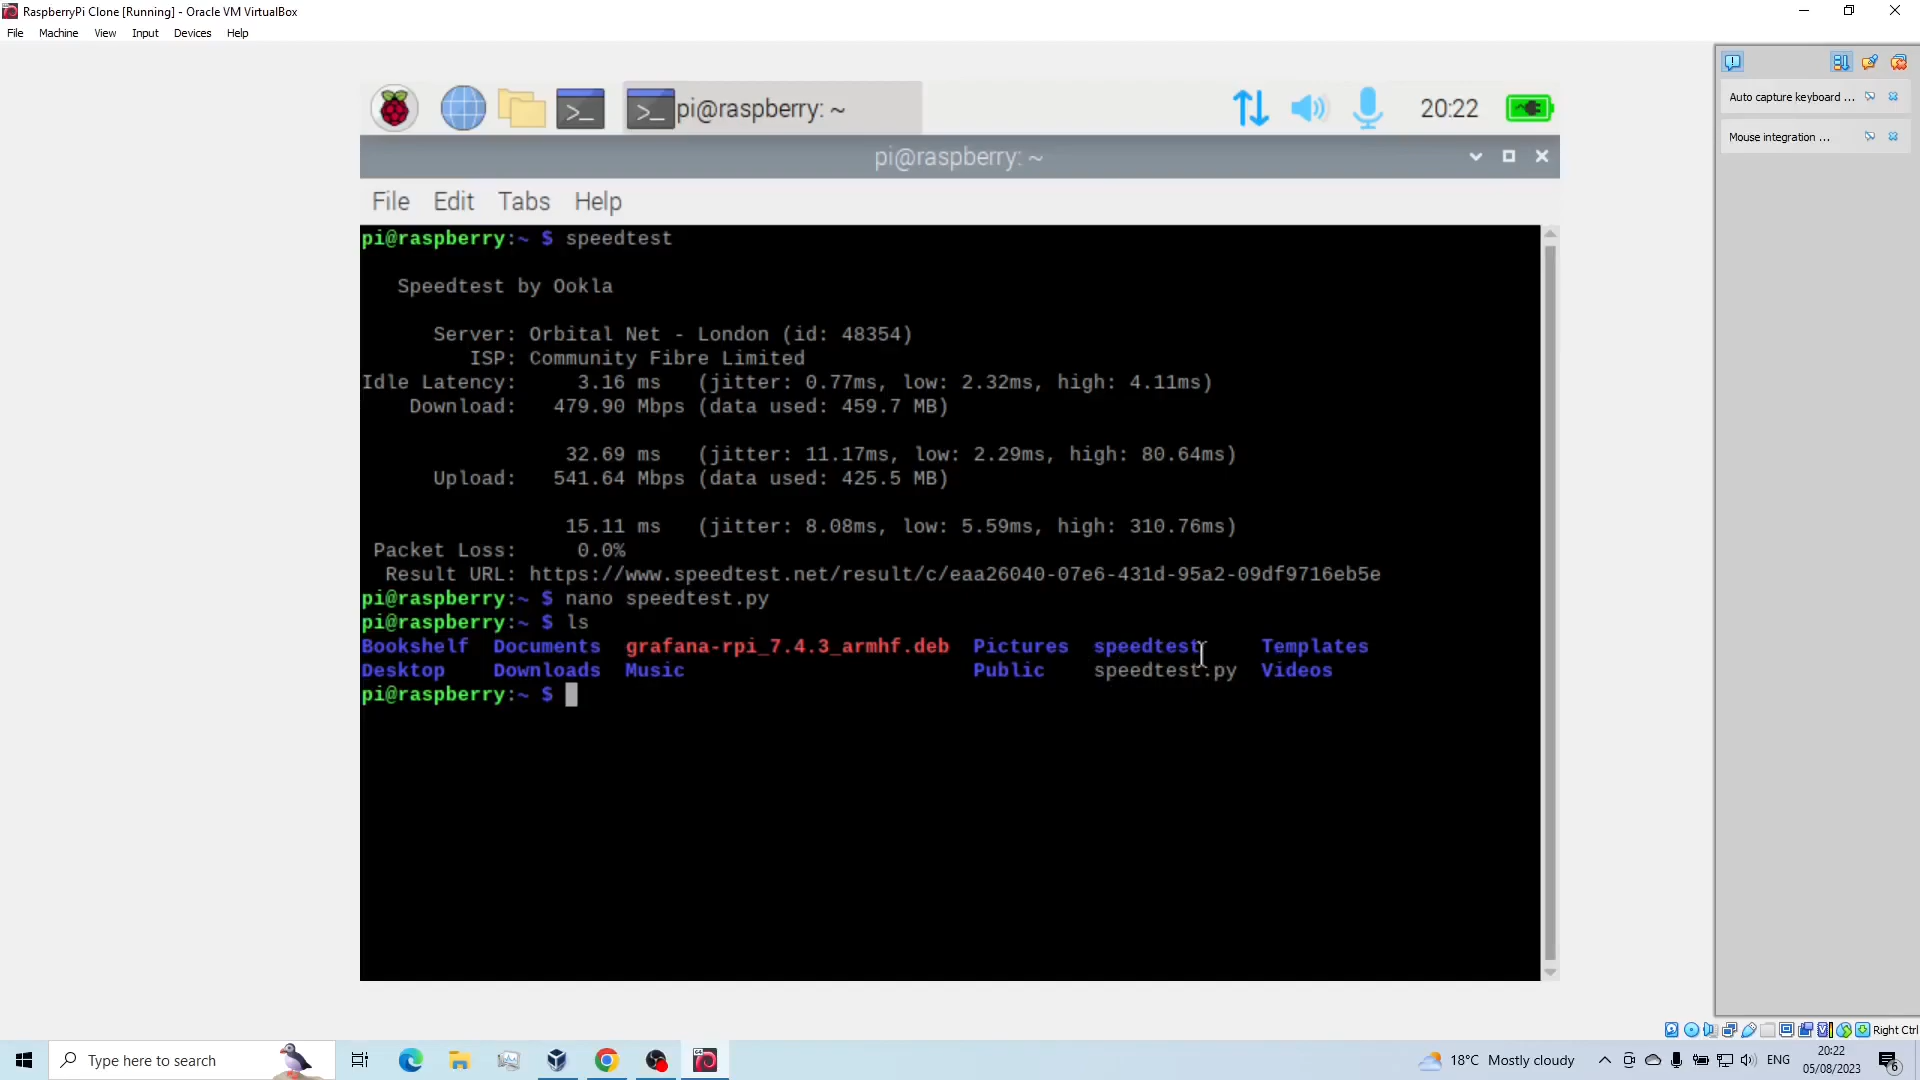 RaspberryPi Clone [Running] - Oracle VM VirtualBox
File Machine View Input Devices Help
Auto capture keyboard ...
Mouse integration ...
pi@raspberry: ~ 20:22
pi@raspberry: ~
File Edit Tabs Help
pi@raspberry:~ $ speedtest
Speedtest by Ookla
Server: Orbital Net - London (id: 48354)
ISP: Community Fibre Limited
Idle Latency: 3.16 ms (jitter: 0.77ms, low: 2.32ms, high: 4.11ms)
Download: 479.90 Mbps (data used: 459.7 MB)
32.69 ms (jitter: 11.17ms, low: 2.29ms, high: 80.64ms)
Upload: 541.64 Mbps (data used: 425.5 MB)
15.11 ms (jitter: 8.08ms, low: 5.59ms, high: 310.76ms)
Packet Loss: 0.0%
Result URL: https://www.speedtest.net/result/c/eaa26040-07e6-431d-95a2-09df9716eb5e
pi@raspberry:~ $ nano speedtest.py
pi@raspberry:~ $ ls
Bookshelf Documents grafana-rpi_7.4.3_armhf.deb Pictures speedtest Templates
Desktop Downloads Music Public speedtest.py Videos
pi@raspberry:~ $
Right Ctrl
Type here to search
18°C Mostly cloudy
ENG
20:22
05/08/2023
6